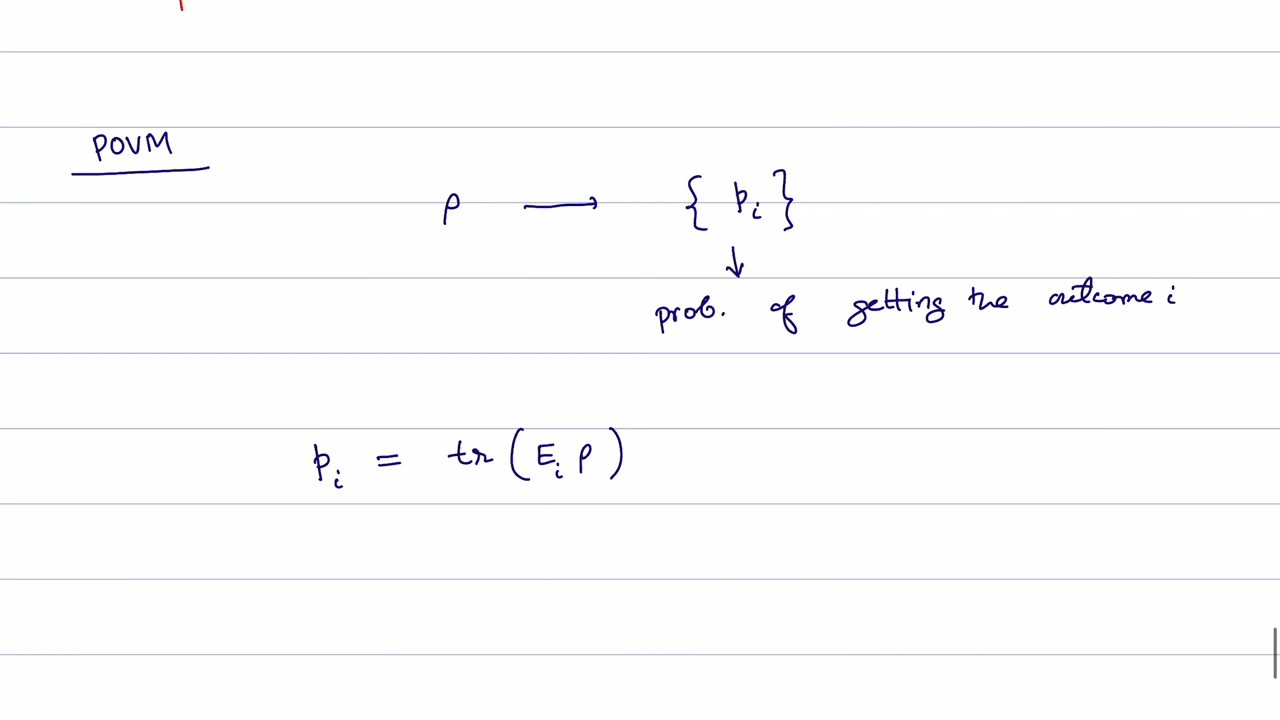 POVM
ρ ⟶ { p_i }
↓
prob. of getting the outcome i
p_i = tr ( E_i ρ )